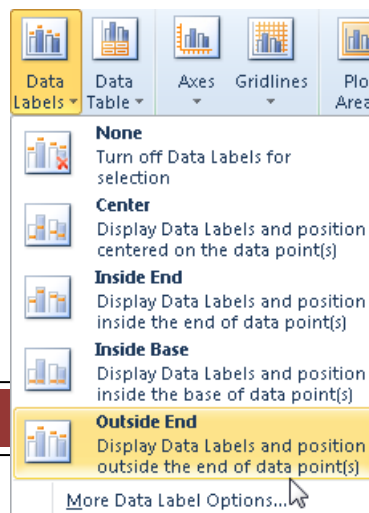 Data Data Axes Gridlines Plo
Labels Table Area
None
Turn off Data Labels for
selection
Center
Display Data Labels and position
centered on the data point(s)
Inside End
Display Data Labels and position
inside the end of data point(s)
Inside Base
Display Data Labels and position
inside the base of data point(s)
Outside End
Display Data Labels and position
outside the end of data point(s)
More Data Label Options...